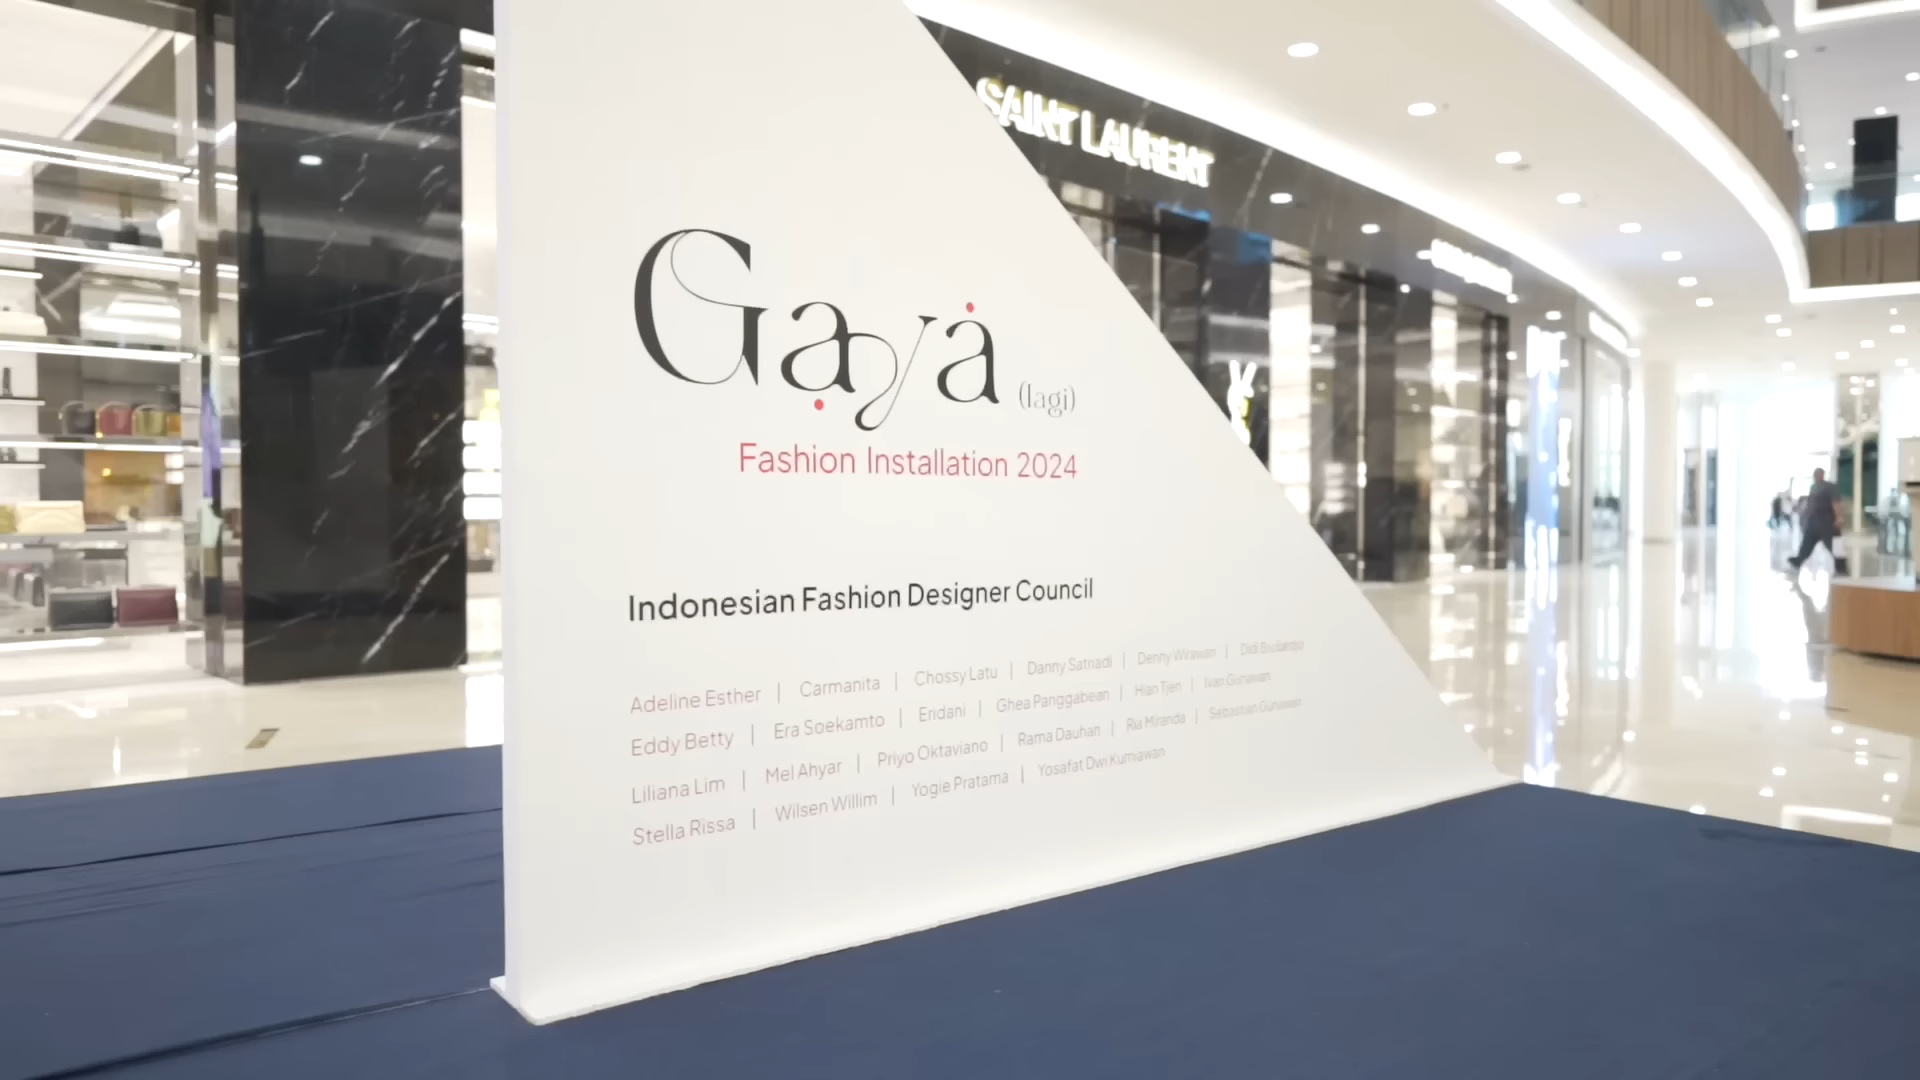 SAINT LAURENT
Gaya (lagi)
Fashion Installation 2024
Indonesian Fashion Designer Council
Adeline Esther | Carmanita | Chossy Latu | Danny Satriadi | Denny Wirawan | Didi Budiardjo
Eddy Betty | Era Soekamto | Eridani | Ghea Panggabean | Hian Tjen | Ivan Gunawan
Liliana Lim | Mel Ahyar | Priyo Oktaviano | Rama Dauhan | Ria Miranda | Sebastian Gunawan
Stella Rissa | Wilsen Willim | Yogie Pratama | Yosafat Dwi Kurniawan